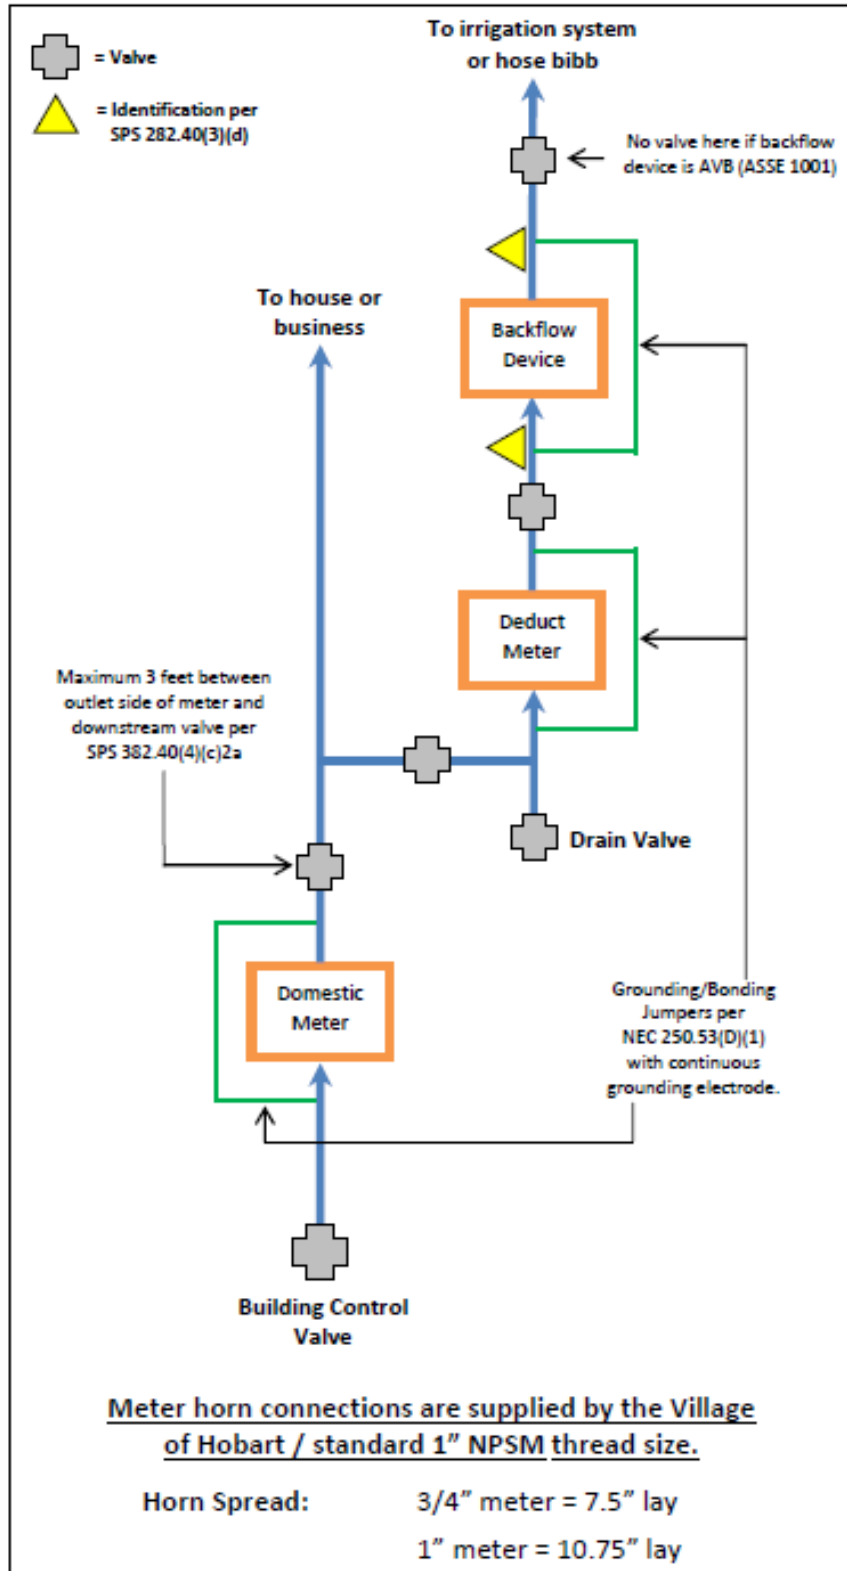 = Valve
= Identification per
SPS 282.40(3)(d)
To irrigation system
or hose bibb
No valve here if backflow
device is AVB (ASSE 1001)
To house or
business
Backflow
Device
Deduct
Meter
Maximum 3 feet between
outlet side of meter and
downstream valve per
SPS 382.40(4)(c)2a
Drain Valve
Domestic
Meter
Grounding/Bonding
Jumpers per
NEC 250.53(D)(1)
with continuous
grounding electrode.
Building Control
Valve
Meter horn connections are supplied by the Village
of Hobart / standard 1” NPSM thread size.
Horn Spread: 3/4” meter = 7.5” lay
1” meter = 10.75” lay